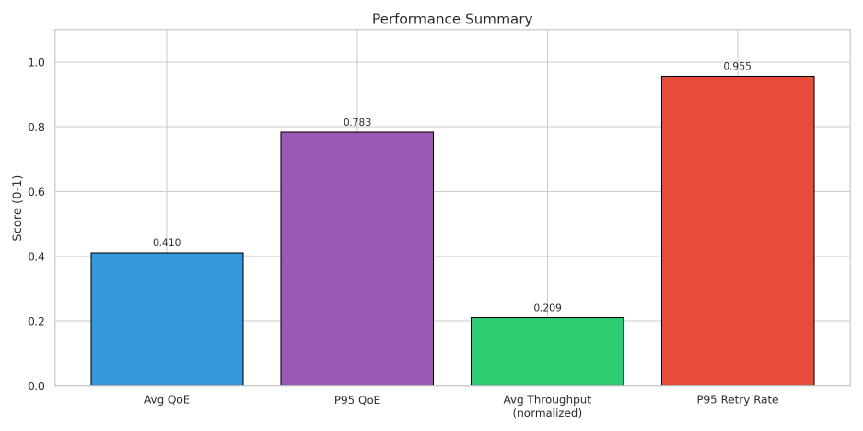 Performance Summary
Score (0-1)
1.0
0.8
0.6
0.4
0.2
0.0
0.410
0.783
0.209
0.955
Avg QoE
P95 QoE
Avg Throughput
(normalized)
P95 Retry Rate